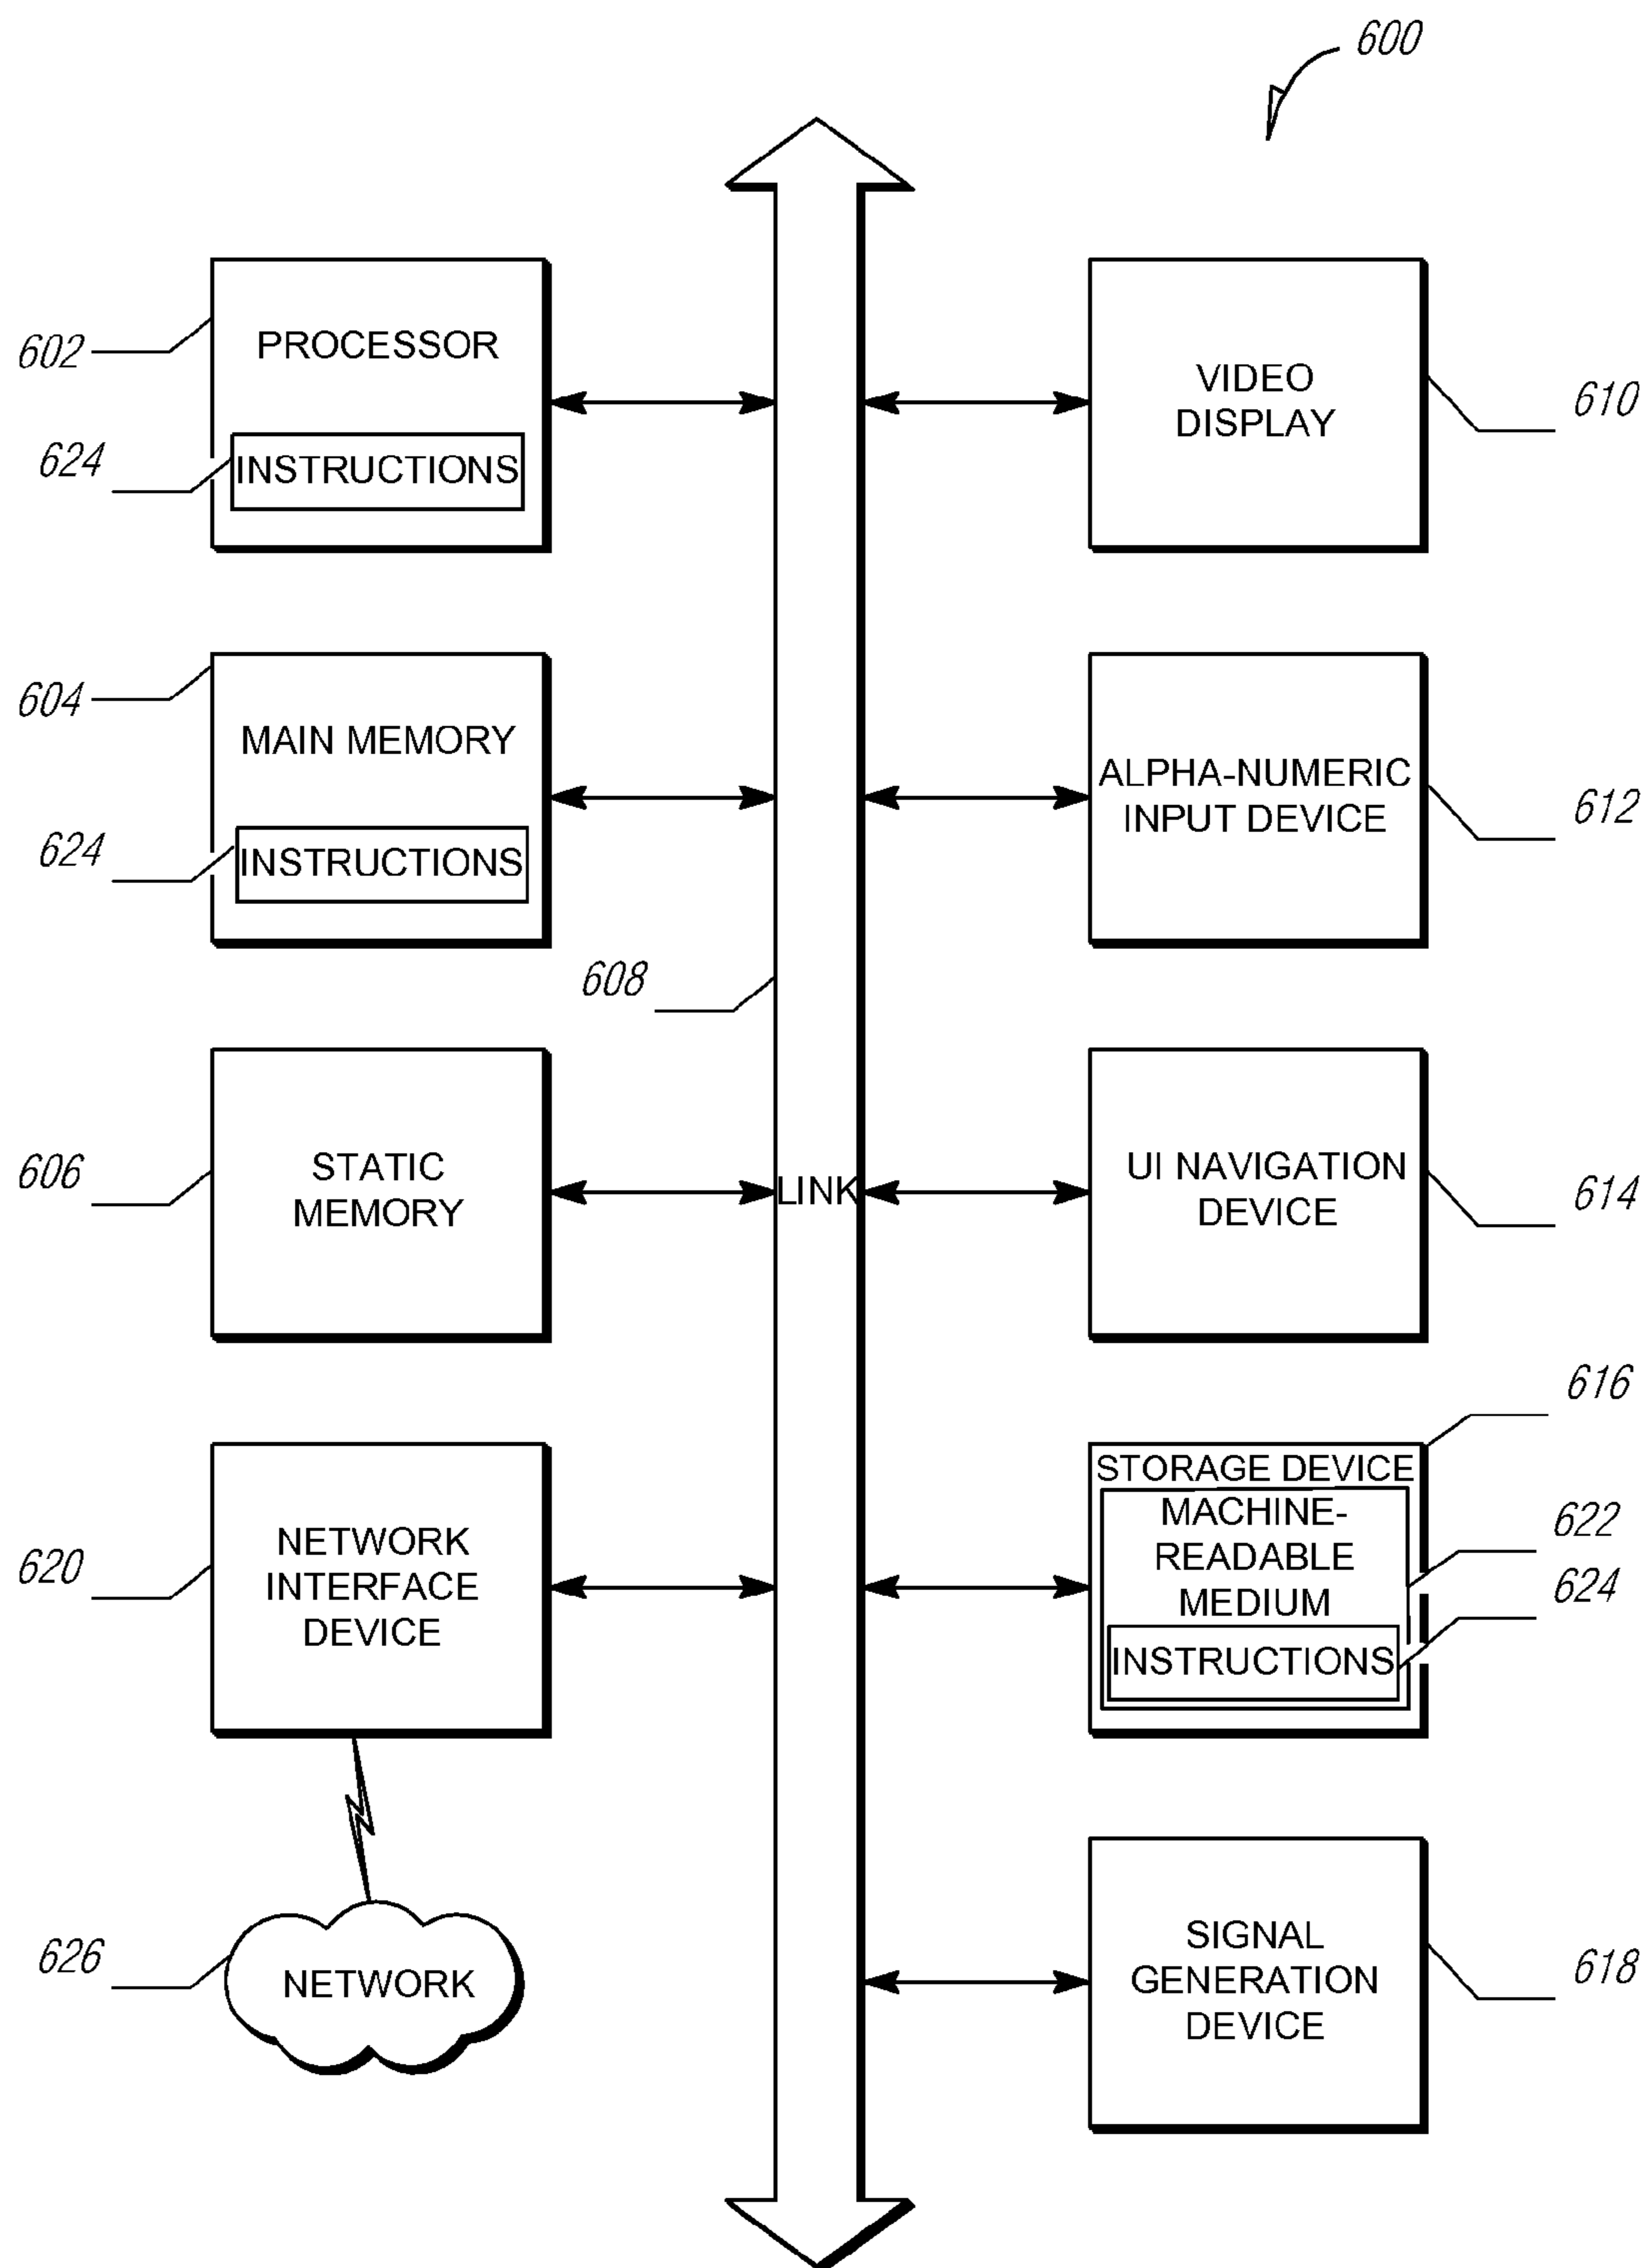 600
602
PROCESSOR
624
INSTRUCTIONS
VIDEO
DISPLAY
610
604
MAIN MEMORY
624
INSTRUCTIONS
ALPHA-NUMERIC
INPUT DEVICE
612
608
606
STATIC
MEMORY
LINK
UI NAVIGATION
DEVICE
614
620
NETWORK
INTERFACE
DEVICE
616
STORAGE DEVICE
MACHINE-
READABLE
MEDIUM
622
624
INSTRUCTIONS
626
NETWORK
SIGNAL
GENERATION
DEVICE
618